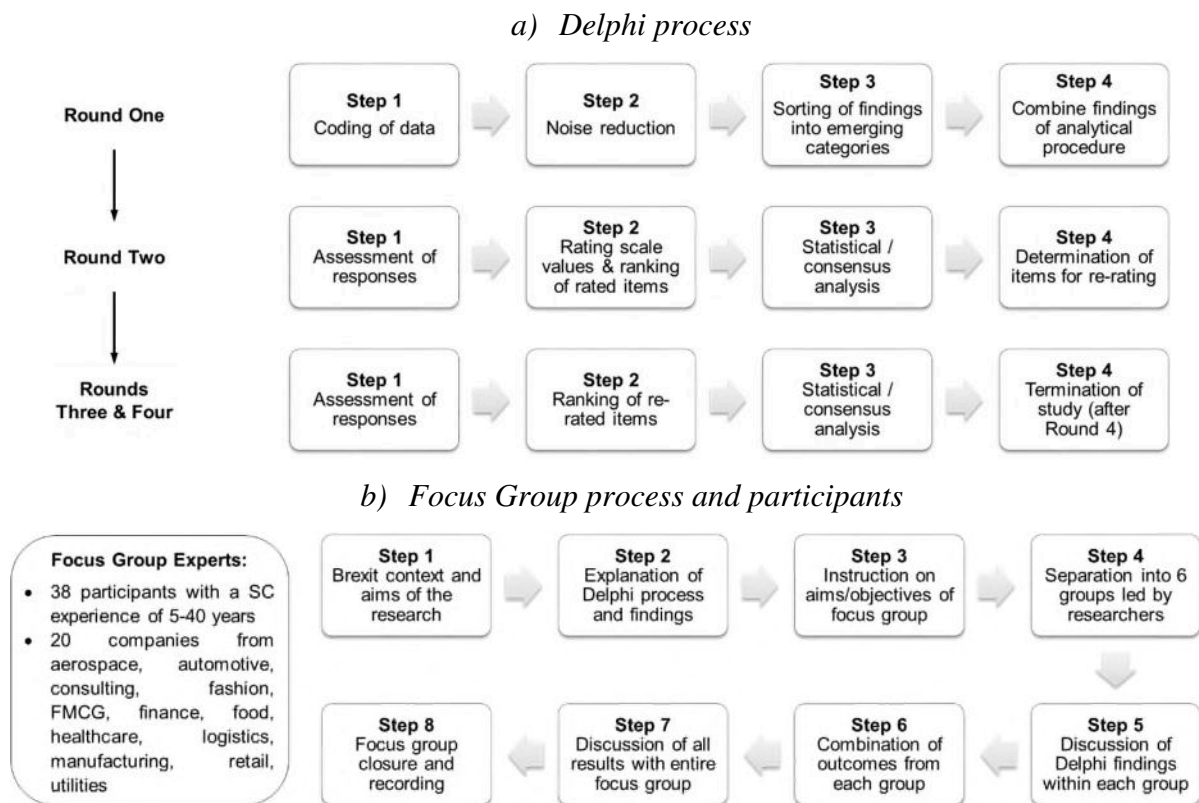 a) Delphi process
Round One
Step 1
Coding of data
Step 2
Noise reduction
Step 3
Sorting of findings
into emerging
categories
Step 4
Combine findings
of analytical
procedure
Round Two
Step 1
Assessment of
responses
Step 2
Rating scale
values & ranking
of rated items
Step 3
Statistical /
consensus
analysis
Step 4
Determination of
items for re-rating
Rounds
Three & Four
Step 1
Assessment of
responses
Step 2
Ranking of re-
rated items
Step 3
Statistical /
consensus
analysis
Step 4
Termination of
study (after
Round 4)
b) Focus Group process and participants
Focus Group Experts:
• 38 participants with a SC
experience of 5-40 years
• 20 companies from
aerospace, automotive,
consulting, fashion,
FMCG, finance, food,
healthcare, logistics,
manufacturing, retail,
utilities
Step 1
Brexit context and
aims of the
research
Step 2
Explanation of
Delphi process
and findings
Step 3
Instruction on
aims/objectives of
focus group
Step 4
Separation into 6
groups led by
researchers
Step 5
Discussion of
Delphi findings
within each group
Step 6
Combination of
outcomes from
each group
Step 7
Discussion of all
results with entire
focus group
Step 8
Focus group
closure and
recording